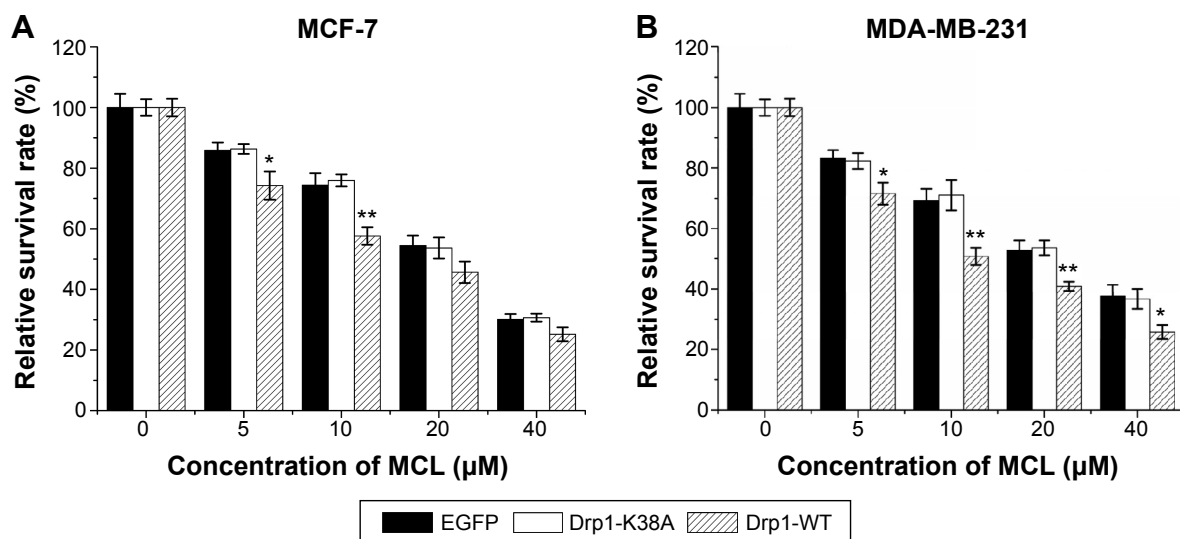 A
MCF-7
Relative survival rate (%)
120
100
80
60
40
20
0
*
**
0 5 10 20 40
Concentration of MCL (µM)
B
MDA-MB-231
Relative survival rate (%)
120
100
80
60
40
20
0
*
**
**
*
0 5 10 20 40
Concentration of MCL (µM)
EGFP Drp1-K38A Drp1-WT